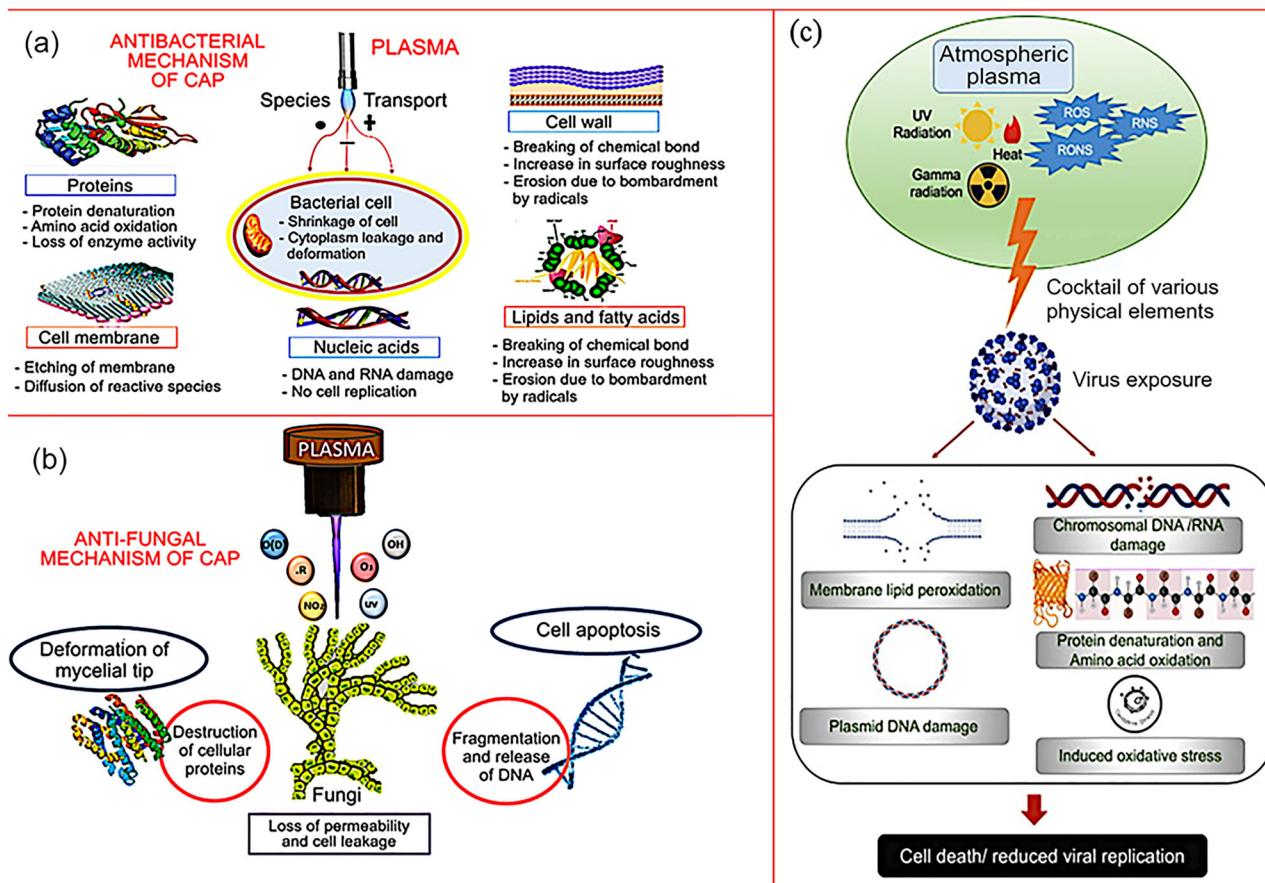 (a)
ANTIBACTERIAL
MECHANISM
OF CAP
PLASMA
Species
Transport
Proteins
- Protein denaturation
- Amino acid oxidation
- Loss of enzyme activity
Cell membrane
- Etching of membrane
- Diffusion of reactive species
Bacterial cell
- Shrinkage of cell
- Cytoplasm leakage and
deformation
Nucleic acids
- DNA and RNA damage
- No cell replication
Cell wall
- Breaking of chemical bond
- Increase in surface roughness
- Erosion due to bombardment
by radicals
Lipids and fatty acids
- Breaking of chemical bond
- Increase in surface roughness
- Erosion due to bombardment
by radicals
(b)
PLASMA
ANTI-FUNGAL
MECHANISM OF CAP
O(D)
OH
.R
O₃
NO₂
UV
Deformation of
mycelial tip
Destruction
of cellular
proteins
Cell apoptosis
Fragmentation
and release
of DNA
Fungi
Loss of permeability
and cell leakage
(c)
Atmospheric
plasma
UV
Radiation
Heat
Gamma
radiation
ROS
RNS
RONS
Cocktail of various
physical elements
Virus exposure
Membrane lipid peroxidation
Plasmid DNA damage
Chromosomal DNA /RNA
damage
Protein denaturation and
Amino acid oxidation
Oxidative Stress
Induced oxidative stress
Cell death/ reduced viral replication